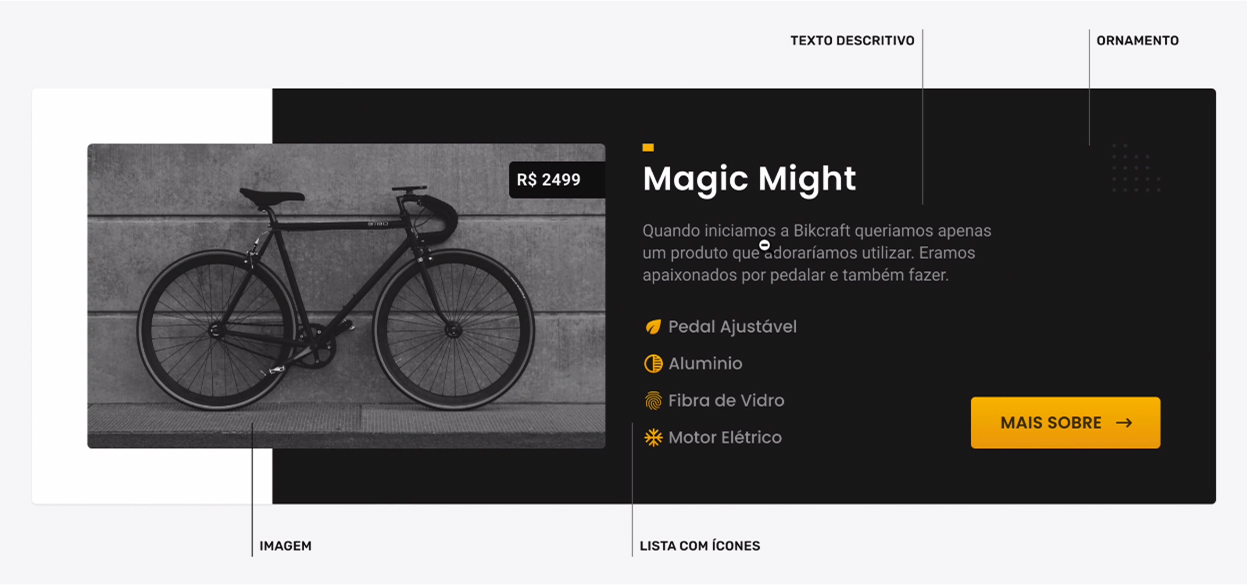 TEXTO DESCRITIVO
ORNAMENTO
R$ 2499
Magic Might
Quando iniciamos a Bikcraft queriamos apenas
um produto que adoraríamos utilizar. Eramos
apaixonados por pedalar e também fazer.
Pedal Ajustável
Aluminio
Fibra de Vidro
Motor Elétrico
MAIS SOBRE →
IMAGEM
LISTA COM ÍCONES